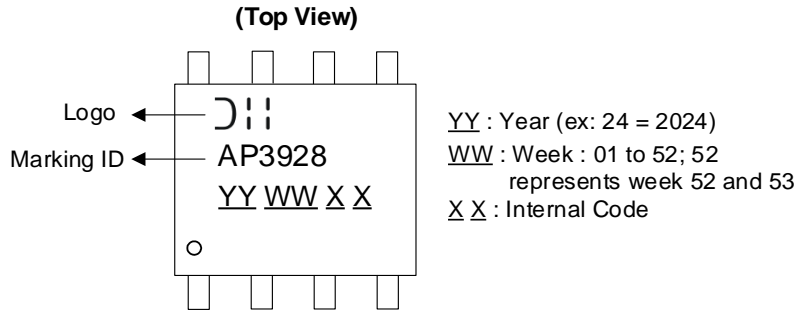 (Top View)
Logo
Marking ID
AP3928
YY WW X X
YY : Year (ex: 24 = 2024)
WW : Week : 01 to 52; 52
represents week 52 and 53
X X : Internal Code